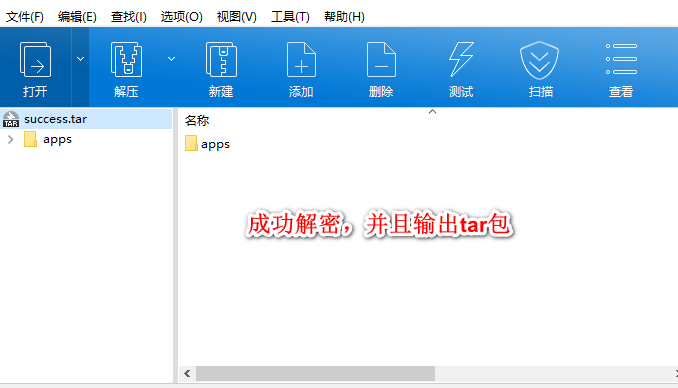 文件(F) 编辑(E) 查找(I) 选项(O) 视图(V) 工具(T) 帮助(H)
打开 解压 新建 添加 删除 测试 扫描 查看
TAR success.tar
apps
名称
apps
成功解密，并且输出tar包